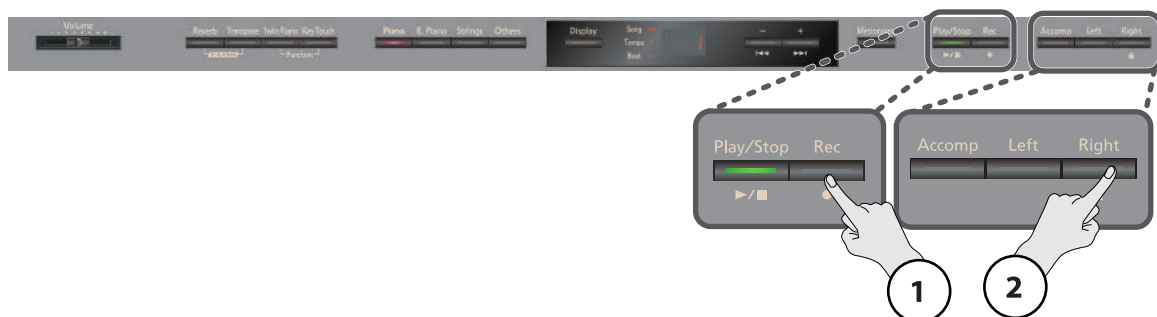 Volume
Reverb Transpose Twin Piano Key Touch
Function
Piano E. Piano Strings Others
Display
Song
Tempo
Beat
- +
Metronome
Play/Stop Rec
Accomp Left Right
Play/Stop Rec
Accomp Left Right
1
2